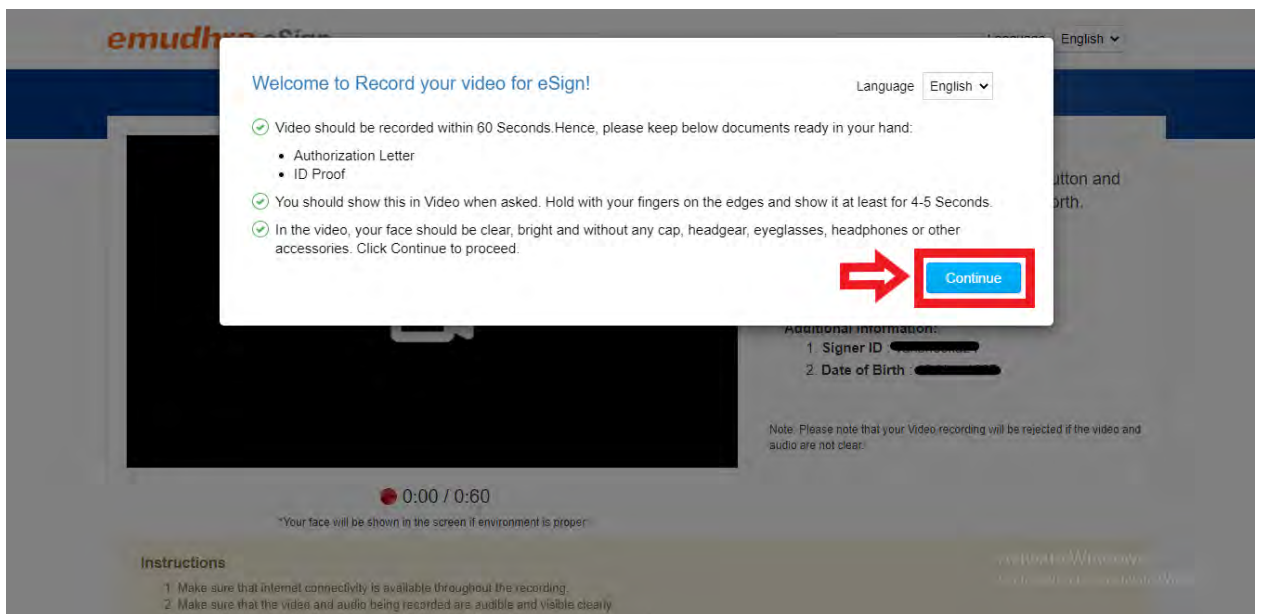 emudhra eSign
English
Welcome to Record your video for eSign!
Language English
Video should be recorded within 60 Seconds.Hence, please keep below documents ready in your hand:
• Authorization Letter
• ID Proof
You should show this in Video when asked. Hold with your fingers on the edges and show it at least for 4-5 Seconds.
In the video, your face should be clear, bright and without any cap, headgear, eyeglasses, headphones or other
accessories. Click Continue to proceed.
Continue
and
Additional Information:
1. Signer ID :
2. Date of Birth :
Note: Please note that your Video recording will be rejected if the video and
audio are not clear.
0:00 / 0:60
*Your face will be shown in the screen if environment is proper
Instructions
1. Make sure that internet connectivity is available throughout the recording.
2. Make sure that the video and audio being recorded are audible and visible clearly